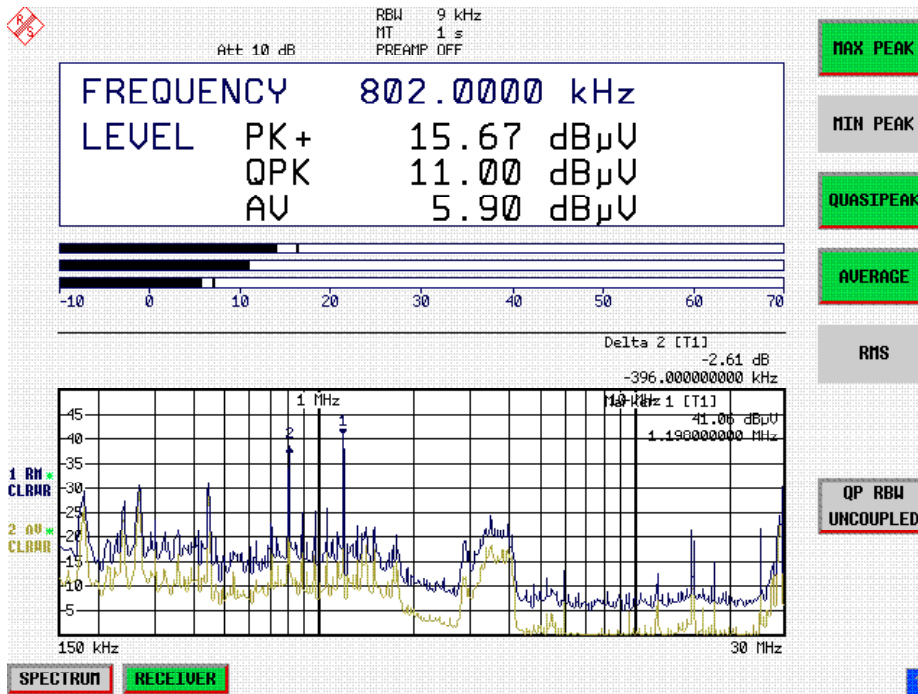 R S
RBW 9 kHz
MT 1 s
Att 10 dB PREAMP OFF
FREQUENCY 802.0000 kHz
LEVEL PK+ 15.67 dBµV
QPK 11.00 dBµV
AV 5.90 dBµV
-10 0 10 20 30 40 50 60 70
Delta 2 [T1]
-2.61 dB
-396.000000000 kHz
1 MHz 10 MHz
Marker 1 [T1]
41.06 dBµV
1.198000000 MHz
45
40
35
30
25
20
15
10
5
2
1
1 RM *
CLRWR
2 AV *
CLRWR
150 kHz 30 MHz
MAX PEAK
MIN PEAK
QUASIPEAK
AVERAGE
RMS
QP RBW
UNCOUPLED
SPECTRUM RECEIVER